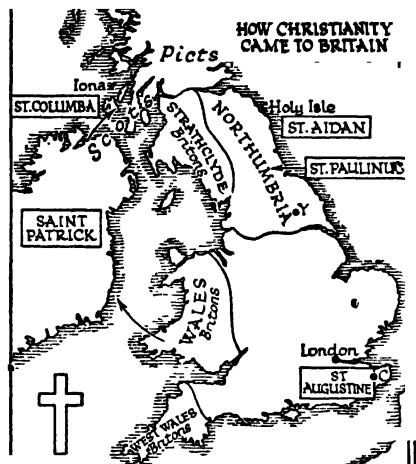 HOW CHRISTIANITY
CAME TO BRITAIN
Picts
Iona
ST. COLUMBA
Scots
STRATHCLYDE
Britons
NORTHUMBRIA
Y
Holy Isle
ST. AIDAN
ST. PAULINUS
SAINT
PATRICK
WALES
Britons
London
C
ST
AUGUSTINE
WEST WALES
Britons